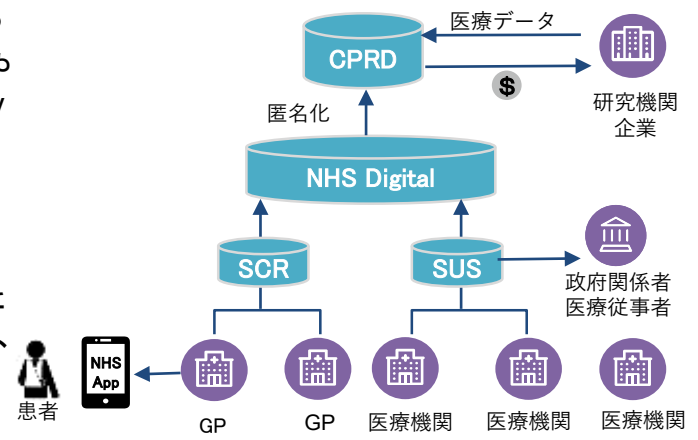 医療データ
CPRD
$
研究機関
企業
匿名化
NHS Digital
SCR
SUS
政府関係者
医療従事者
NHS
App
患者
GP
GP
医療機関
医療機関
医療機関